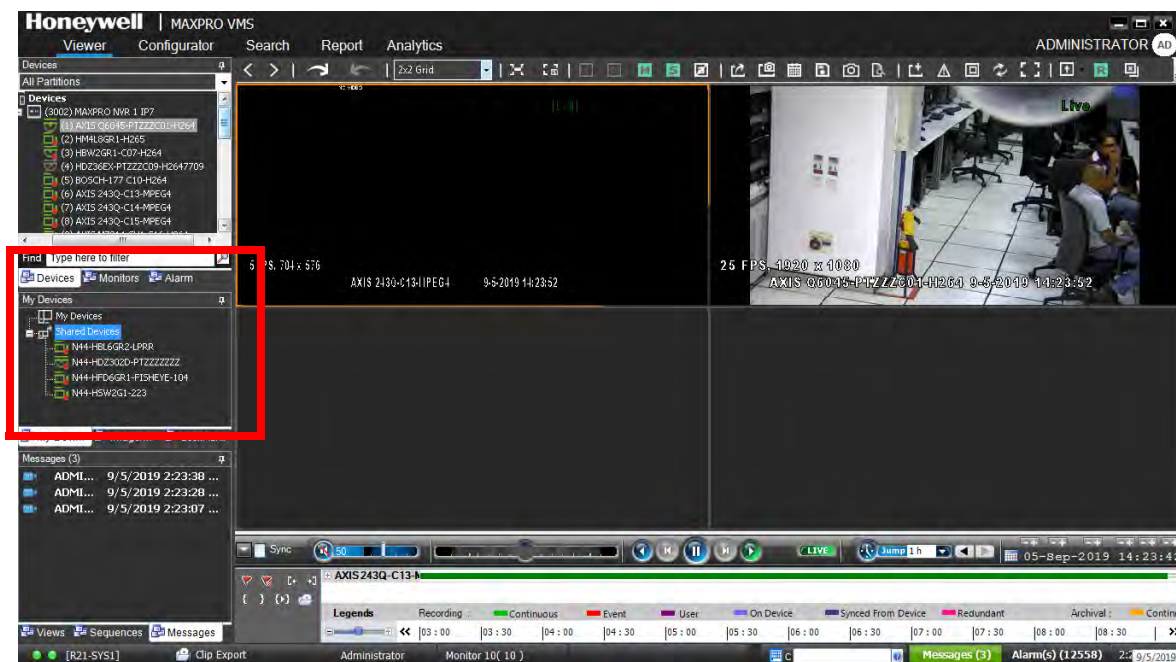 Honeywell | MAXPRO VMS
Viewer Configurator Search Report Analytics
ADMINISTRATOR AD
Devices
All Partitions
2x2 Grid
Devices
(3002) MAXPRO NVR 1 IP7
(1) AXIS Q6045-PTZZZC01-H264
(2) HM4L8GR1-H265
(3) HBW2GR1-C07-H264
(4) HDZ36EX-PTZZZC09-H2647709
(5) BOSCH-177 C10-H264
(6) AXIS 243Q-C13-MPEG4
(7) AXIS 243Q-C14-MPEG4
(8) AXIS 243Q-C15-MPEG4
Live
Find Type here to filter
Devices Monitors Alarm
25 FPS, 1920 x 1080
AXIS Q6045-PTZZZC01-H264 9-5-2019 14:23:52
704 x 576
9-5-2019 14:23:52
My Devices
My Devices
Shared Devices
N44-HBL6GR2-LPRR
N44-HDZ302D-PTZZZZZZZ
N44-HFD6GR1-FISHEYE-104
N44-HSW2G1-223
Messages (3)
ADMI... 9/5/2019 2:23:38 ...
ADMI... 9/5/2019 2:23:28 ...
ADMI... 9/5/2019 2:23:07 ...
Sync 50 LIVE Jump 1 h 05-Sep-2019 14:23:42
AXIS 243Q-C13-M
Legends Recording : Continuous Event User On Device Synced From Device Redundant Archival : Contin
03 : 00 03 : 30 04 : 00 04 : 30 05 : 00 05 : 30 06 : 00 06 : 30 07 : 00 07 : 30 08 : 00 08 : 30
Views Sequences Messages
[R21-SYS1] Clip Export Administrator Monitor 10( 10 ) C Messages (3) Alarm(s) (12558) 2:2 9/5/2019